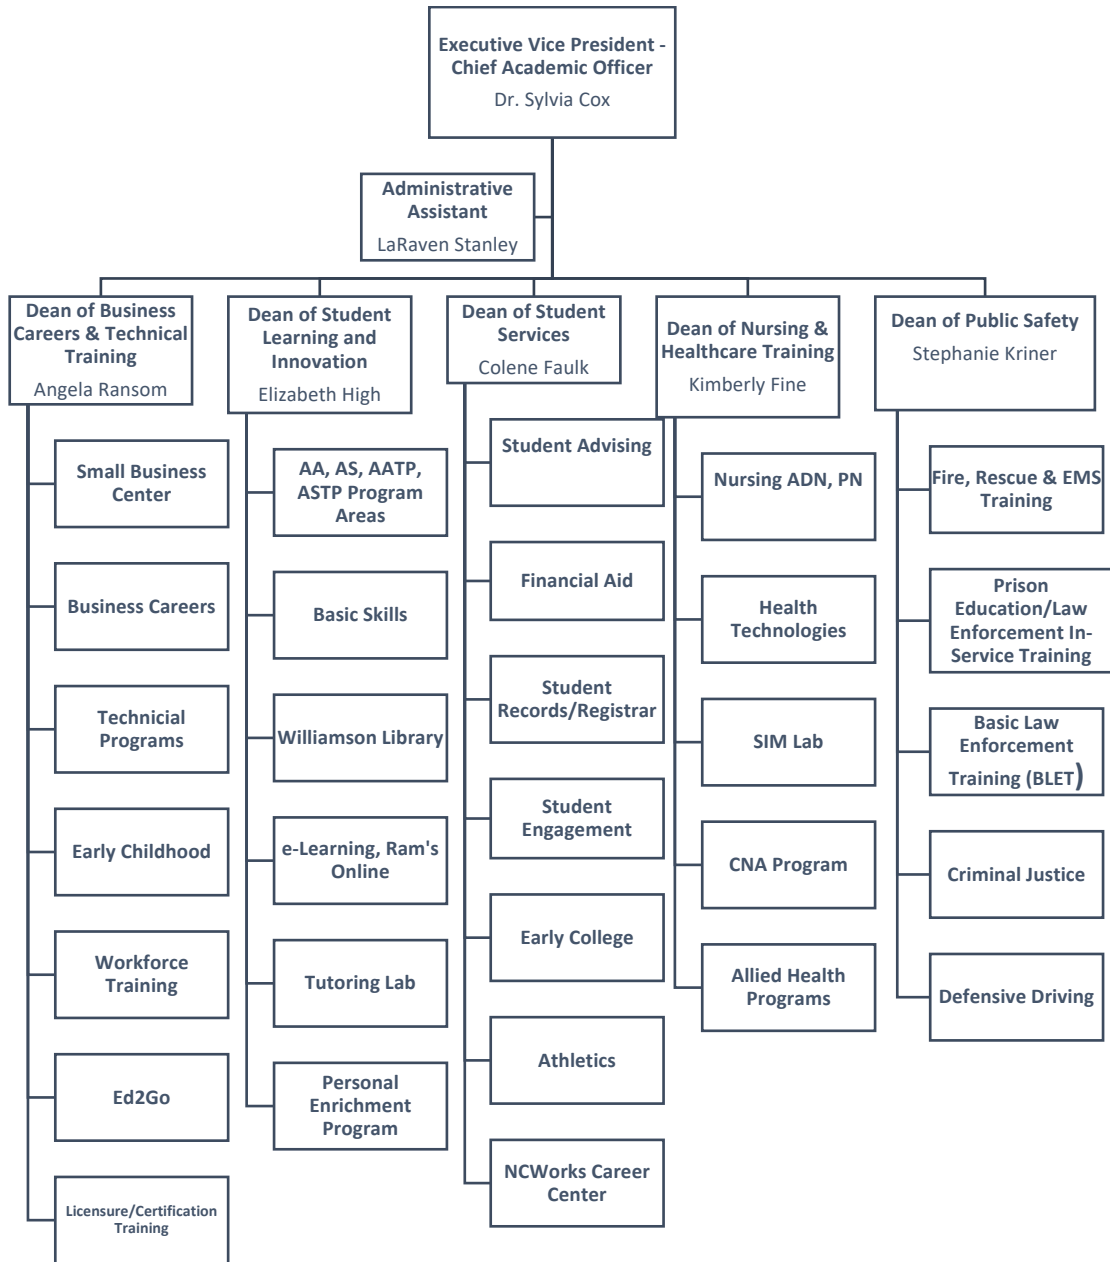 Executive Vice President -
Chief Academic Officer
Dr. Sylvia Cox
Administrative
Assistant
LaRaven Stanley
Dean of Business
Careers & Technical
Training
Angela Ransom
Small Business
Center
Business Careers
Technicial
Programs
Early Childhood
Workforce
Training
Ed2Go
Licensure/Certification
Training
Dean of Student
Learning and
Innovation
Elizabeth High
AA, AS, AATP,
ASTP Program
Areas
Basic Skills
Williamson Library
e-Learning, Ram's
Online
Tutoring Lab
Personal
Enrichment
Program
Dean of Student
Services
Colene Faulk
Student Advising
Financial Aid
Student
Records/Registrar
Student
Engagement
Early College
Athletics
NCWorks Career
Center
Dean of Nursing &
Healthcare Training
Kimberly Fine
Nursing ADN, PN
Health
Technologies
SIM Lab
CNA Program
Allied Health
Programs
Dean of Public Safety
Stephanie Kriner
Fire, Rescue & EMS
Training
Prison
Education/Law
Enforcement In-
Service Training
Basic Law
Enforcement
Training (BLET)
Criminal Justice
Defensive Driving